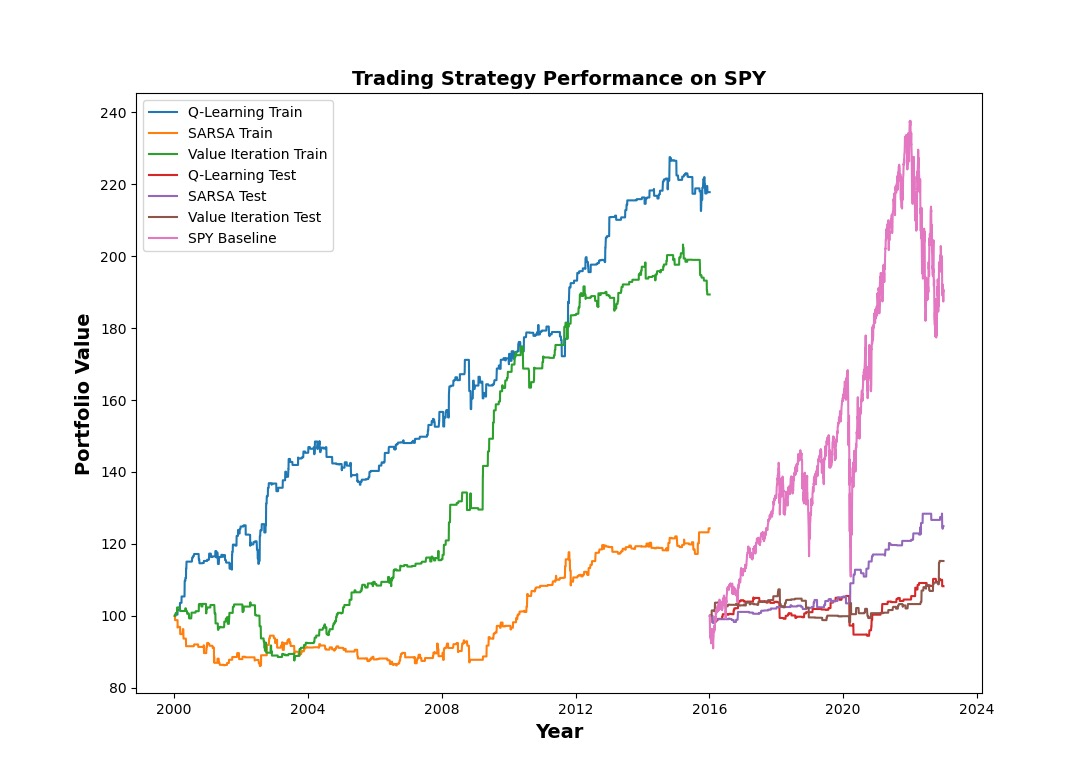 Trading Strategy Performance on SPY
Q-Learning Train
SARSA Train
Value Iteration Train
Q-Learning Test
SARSA Test
Value Iteration Test
SPY Baseline
Portfolio Value
240
220
200
180
160
140
120
100
80
2000 2004 2008 2012 2016 2020 2024
Year